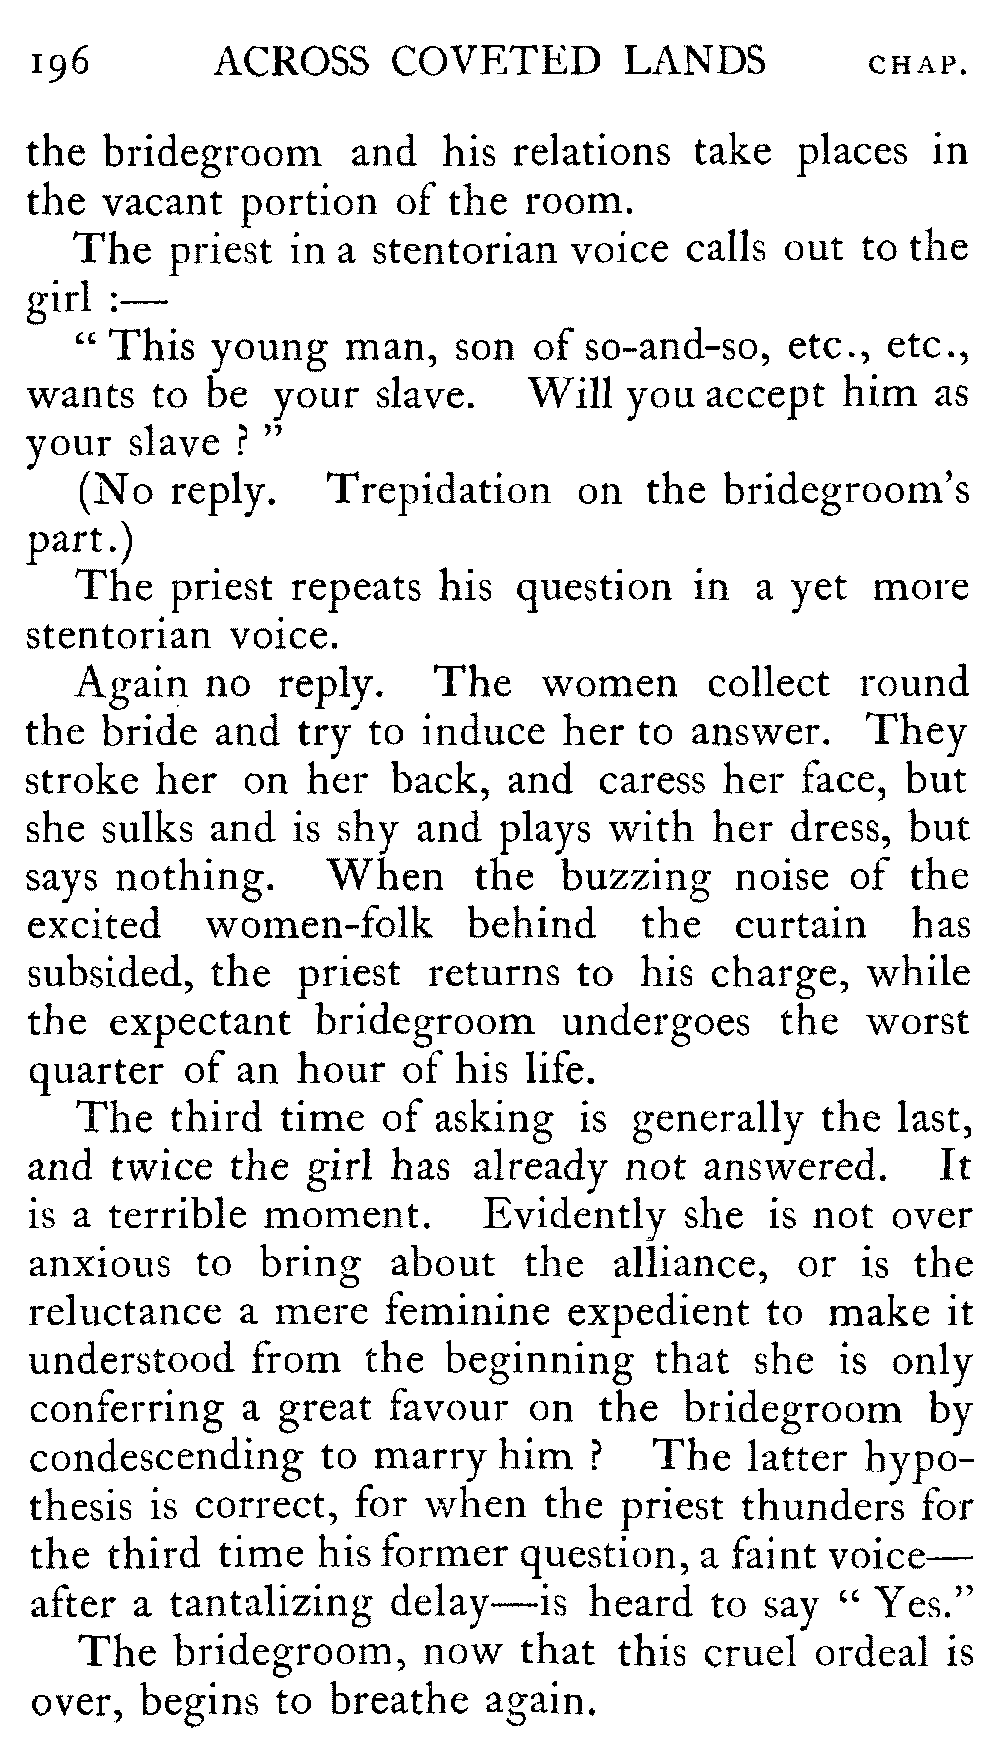 196 ACROSS COVETED LANDS CHAP.
the bridegroom and his relations take places in
the vacant portion of the room.
The priest in a stentorian voice calls out to the
girl :—
“ This young man, son of so-and-so, etc., etc.,
wants to be your slave. Will you accept him as
your slave ? ”
(No reply. Trepidation on the bridegroom's
part.)
The priest repeats his question in a yet more
stentorian voice.
Again no reply. The women collect round
the bride and try to induce her to answer. They
stroke her on her back, and caress her face, but
she sulks and is shy and plays with her dress, but
says nothing. When the buzzing noise of the
excited women-folk behind the curtain has
subsided, the priest returns to his charge, while
the expectant bridegroom undergoes the worst
quarter of an hour of his life.
The third time of asking is generally the last,
and twice the girl has already not answered. It
is a terrible moment. Evidently she is not over
anxious to bring about the alliance, or is the
reluctance a mere feminine expedient to make it
understood from the beginning that she is only
conferring a great favour on the bridegroom by
condescending to marry him ? The latter hypo-
thesis is correct, for when the priest thunders for
the third time his former question, a faint voice—
after a tantalizing delay—is heard to say “ Yes.”
The bridegroom, now that this cruel ordeal is
over, begins to breathe again.